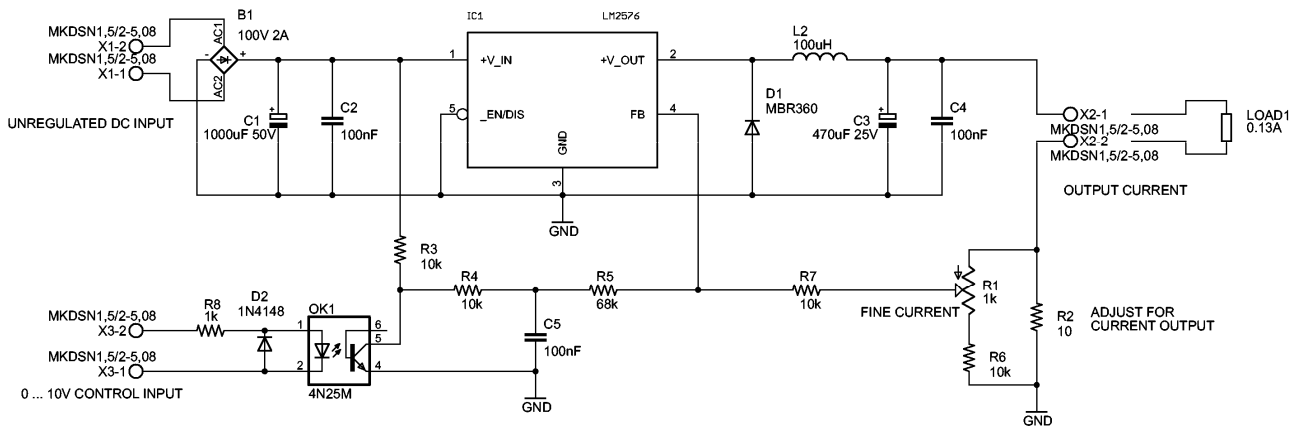 MKDSN1,5/2-5,08
X1-2
MKDSN1,5/2-5,08
X1-1
UNREGULATED DC INPUT
B1
100V 2A
AC1
AC2
-
+
C1
1000uF 50V
+
C2
100nF
IC1
LM2576
1
+V_IN
+V_OUT
2
5
_EN/DIS
FB
4
GND
3
GND
D1
MBR360
L2
100uH
+
C3
470uF 25V
C4
100nF
X2-1
MKDSN1,5/2-5,08
X2-2
MKDSN1,5/2-5,08
OUTPUT CURRENT
LOAD1
0.13A
R3
10k
R4
10k
R5
68k
R7
10k
R1
1k
FINE CURRENT
R2
10
ADJUST FOR
CURRENT OUTPUT
R6
10k
GND
MKDSN1,5/2-5,08
X3-2
MKDSN1,5/2-5,08
X3-1
0 ... 10V CONTROL INPUT
R8
1k
D2
1N4148
OK1
1
2
6
5
4
4N25M
C5
100nF
GND